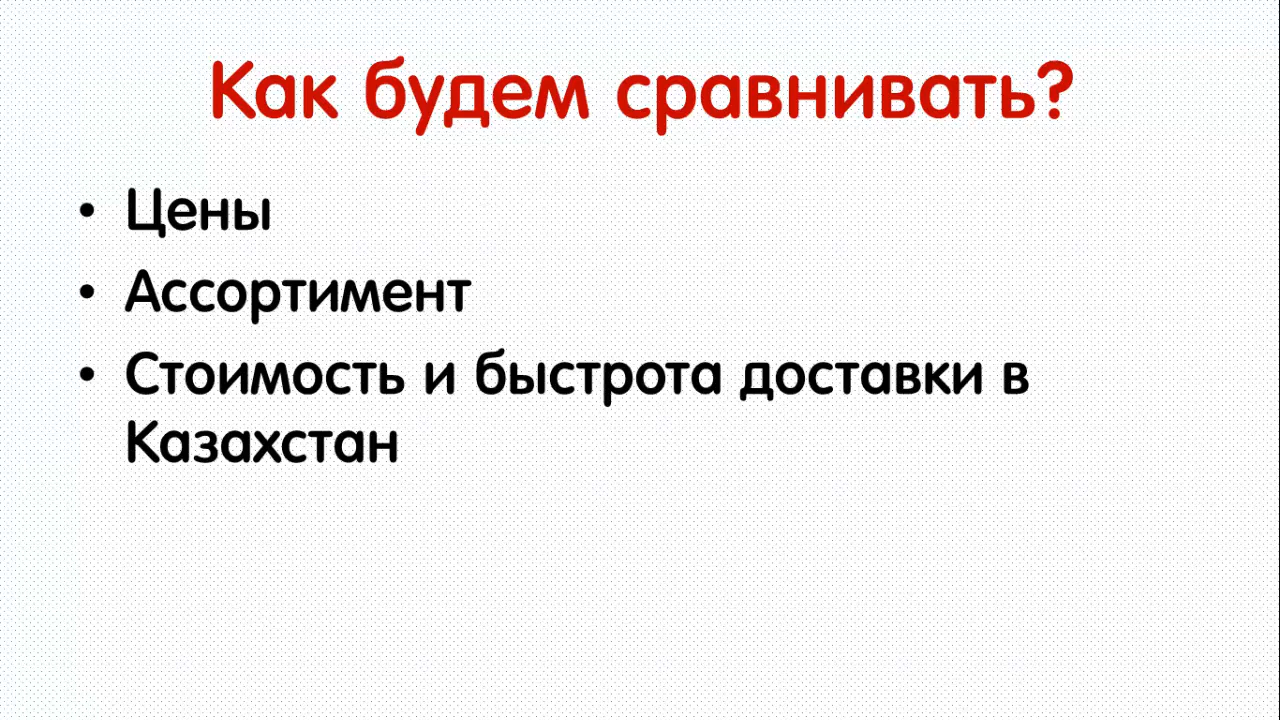 Как будем сравнивать?
• Цены
• Ассортимент
• Стоимость и быстрота доставки в
Казахстан